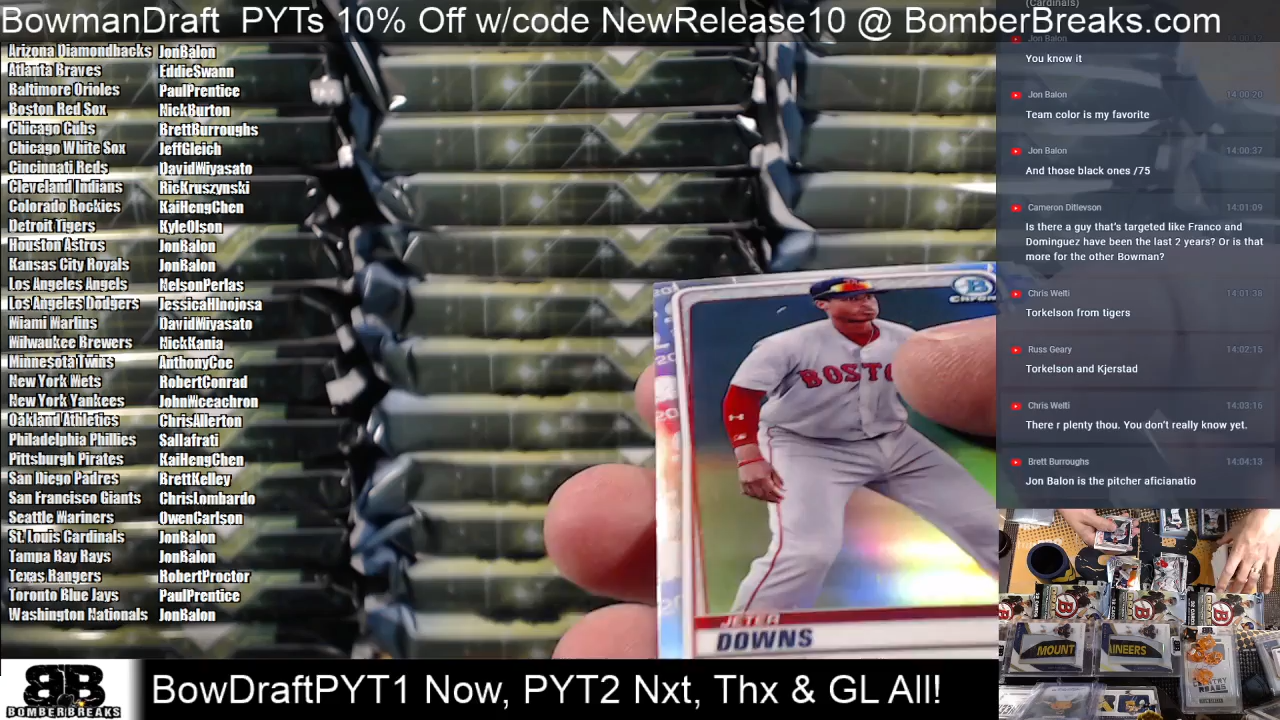 BowmanDraft PYTs 10% Off w/code NewRelease10 @ BomberBreaks.com
Arizona Diamondbacks JonBalon
Atlanta Braves EddieSwann
Baltimore Orioles PaulPrentice
Boston Red Sox NickBurton
Chicago Cubs BrettBurroughs
Chicago White Sox JeffGleich
Cincinnati Reds DavidMiyasato
Cleveland Indians RicKruszynski
Colorado Rockies KaiHengChen
Detroit Tigers KyleOlson
Houston Astros JonBalon
Kansas City Royals JonBalon
Los Angeles Angels NelsonPerlas
Los Angeles Dodgers JessicaHInojosa
Miami Marlins DavidMiyasato
Milwaukee Brewers NickKania
Minnesota Twins AnthonyCoe
New York Mets RobertConrad
New York Yankees JohnMceachron
Oakland Athletics ChrisAllerton
Philadelphia Phillies Sallafrati
Pittsburgh Pirates KaiHengChen
San Diego Padres BrettKelley
San Francisco Giants ChrisLombardo
Seattle Mariners OwenCarlson
St. Louis Cardinals JonBalon
Tampa Bay Rays JonBalon
Texas Rangers RobertProctor
Toronto Blue Jays PaulPrentice
Washington Nationals JonBalon
B CHROME
BOSTO
JETER
DOWNS
(Cardinals)
Jon Balon
You know it
Jon Balon 14:00:20
Team color is my favorite
Jon Balon 14:00:37
And those black ones /75
Cameron Ditlevson 14:01:09
Is there a guy that's targeted like Franco and
Dominguez have been the last 2 years? Or is that
more for the other Bowman?
Chris Welti 14:01:38
Torkelson from tigers
Russ Geary 14:02:15
Torkelson and Kjerstad
Chris Welti 14:03:16
There r plenty thou. You don't really know yet.
Brett Burroughs 14:04:13
Jon Balon is the pitcher aficianatio
MOUNT
AINEERS
BB
BOMBERBREAKS
BowDraftPYT1 Now, PYT2 Nxt, Thx & GL All!